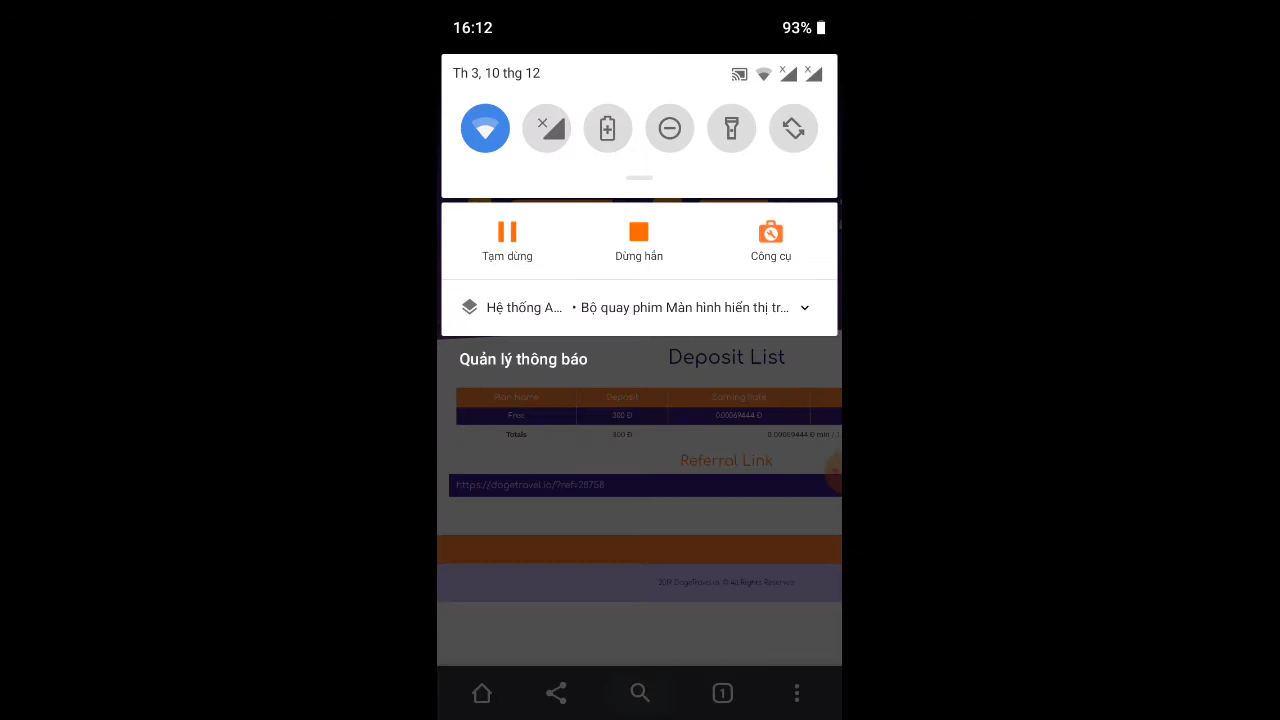 16:12
93%
Th 3, 10 thg 12
Tạm dừng
Dừng hẳn
Công cụ
Hệ thống A... • Bộ quay phim Màn hình hiển thị tr...
Quản lý thông báo
Deposit List
Plan Name Deposit Earning Rate
Free 300 Đ 0.00069444 Đ
Totals 300 Đ 0.00069444 Đ min / 1
Referral Link
https://dogetravel.io/?ref=28758
2019 DogeTravel.io © All Rights Reserved
1